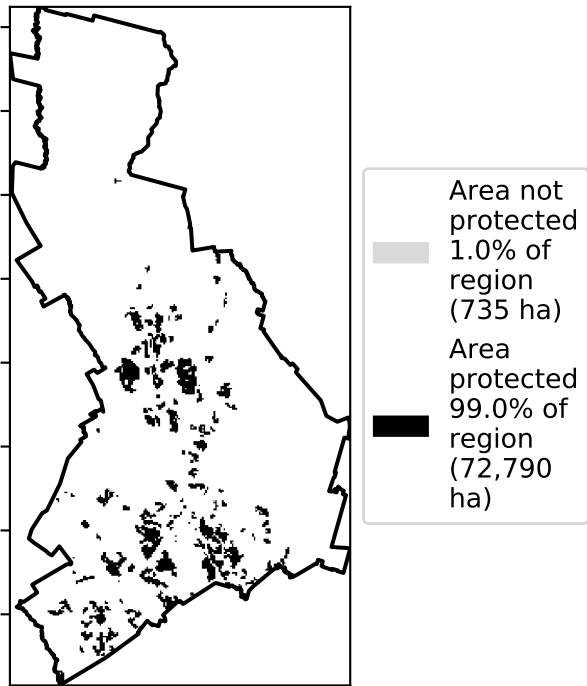 Area not
protected
1.0% of
region
(735 ha)
Area
protected
99.0% of
region
(72,790
ha)